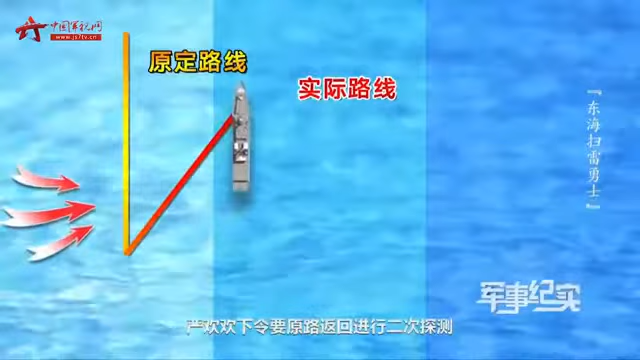 中国军视网
www.js7tv.cn
原定路线
实际路线
『东海扫雷勇士』
军事纪实
严欢欢下令要原路返回进行二次探测